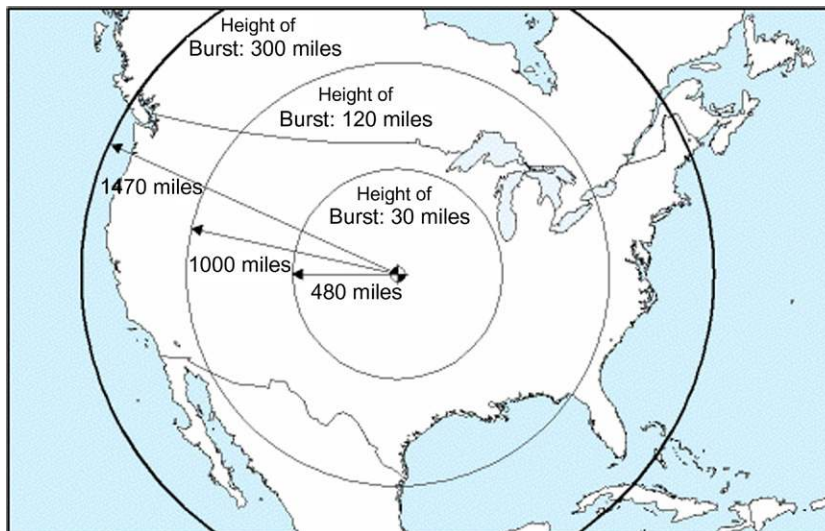 Height of
Burst: 300 miles
Height of
Burst: 120 miles
1470 miles
Height of
Burst: 30 miles
1000 miles
480 miles